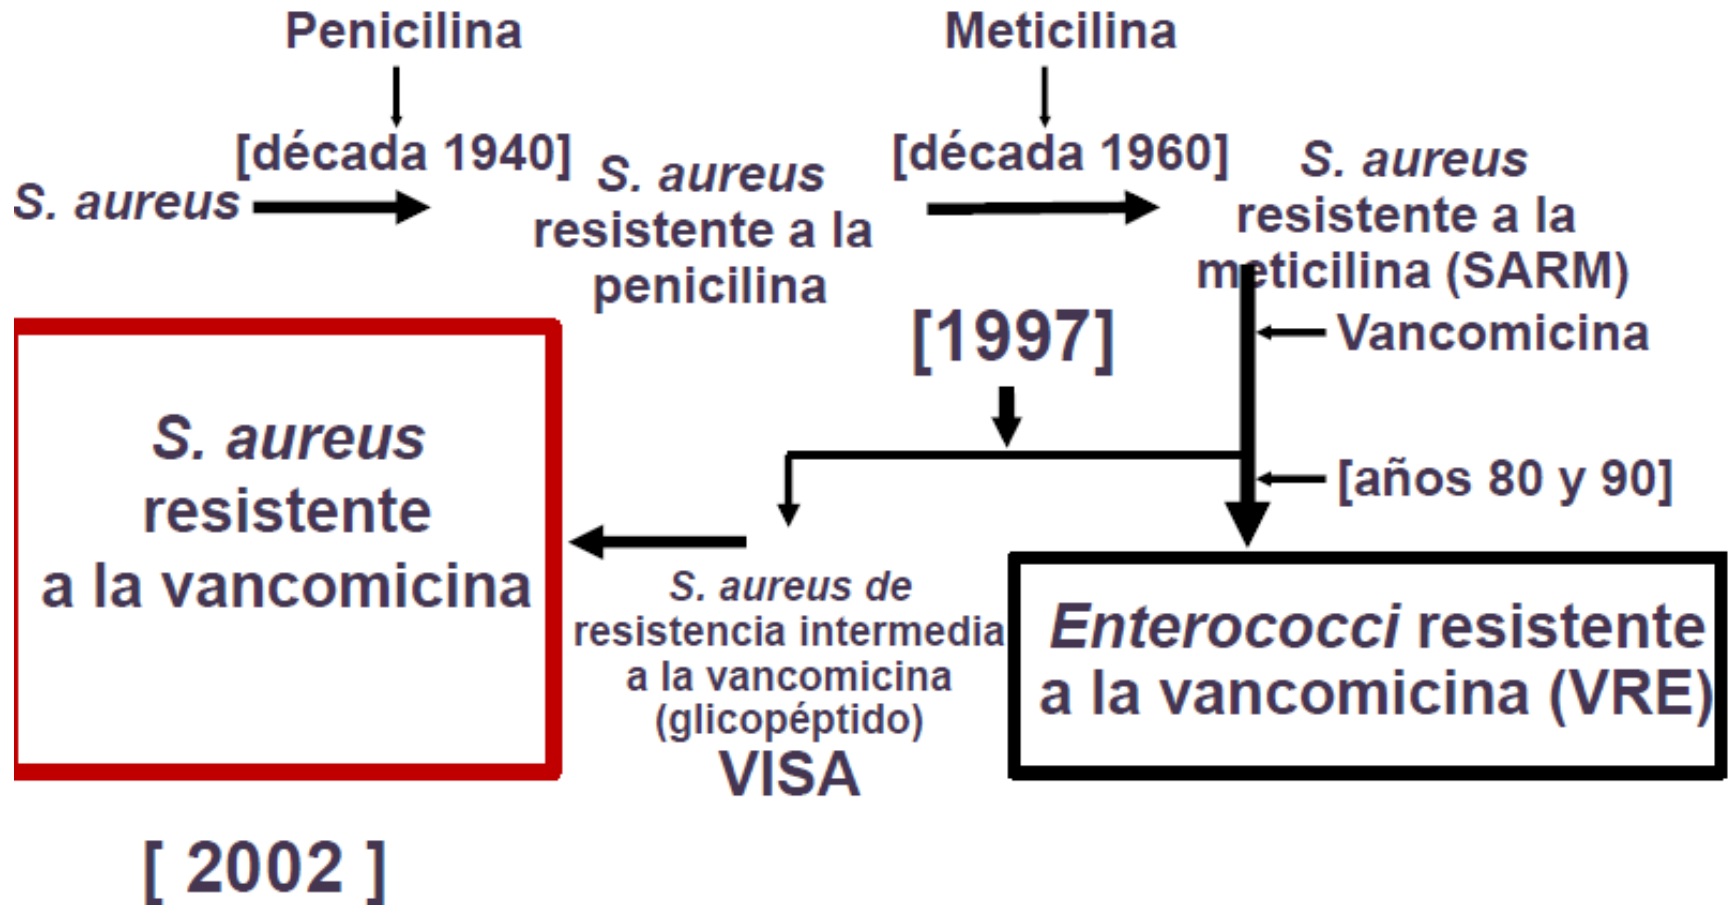 Penicilina
Meticilina
[década 1940]
[década 1960]
S. aureus
S. aureus
resistente a la
penicilina
S. aureus
resistente a la
meticilina (SARM)
Vancomicina
[1997]
[años 80 y 90]
S. aureus
resistente
a la vancomicina
S. aureus de
resistencia intermedia
a la vancomicina
(glicopéptido)
VISA
Enterococci resistente
a la vancomicina (VRE)
[ 2002 ]